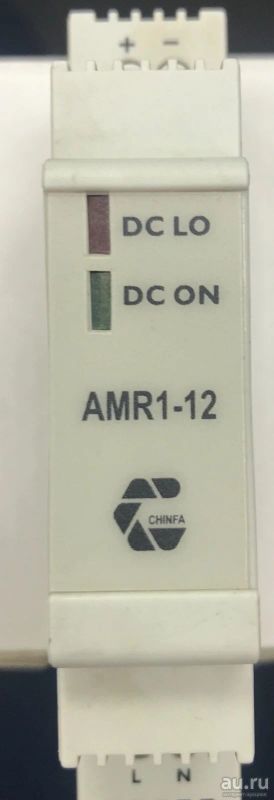 + −
DC LO
DC ON
AMR1-12
CHINFA
L N
au.ru